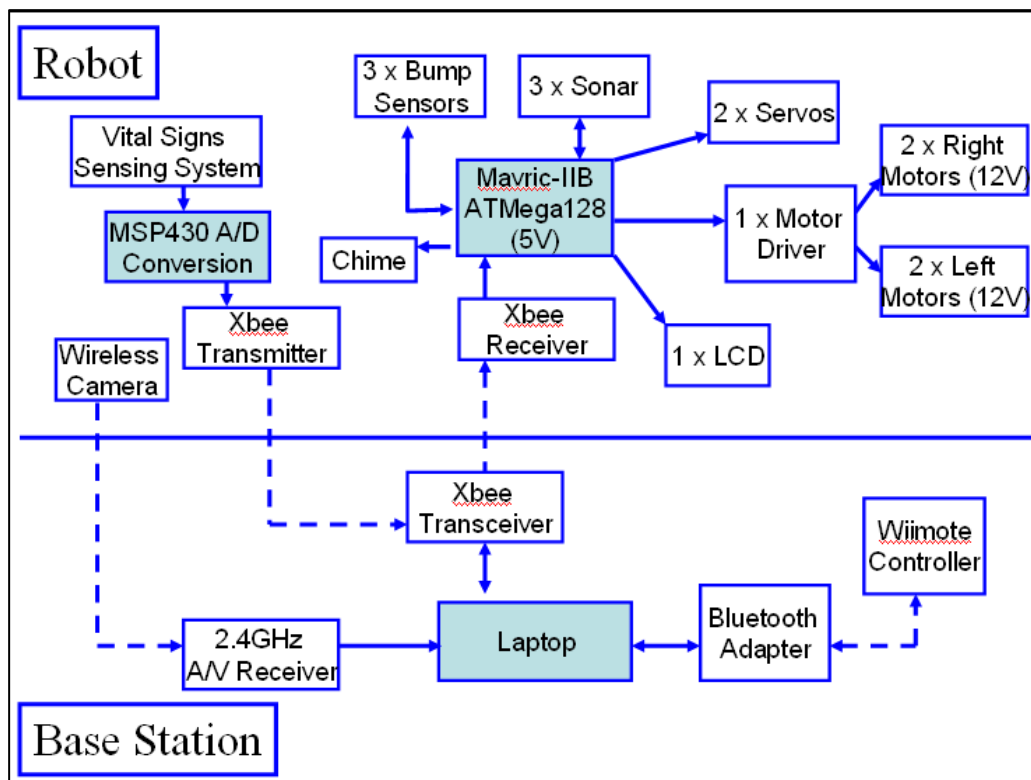 Robot
3 x Bump
Sensors
3 x Sonar
2 x Servos
Vital Signs
Sensing System
2 x Right
Motors (12V)
Mavric-IIB
ATMega128
(5V)
MSP430 A/D
Conversion
1 x Motor
Driver
Chime
2 x Left
Motors (12V)
Xbee
Transmitter
Xbee
Receiver
Wireless
Camera
1 x LCD
Xbee
Transceiver
Wiimote
Controller
2.4GHz
A/V Receiver
Laptop
Bluetooth
Adapter
Base Station